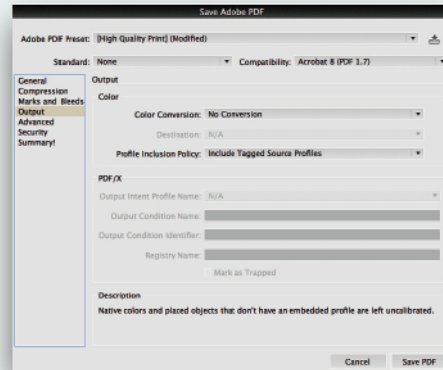 Save Adobe PDF
Adobe PDF Preset: [High Quality Print] (Modified)
Standard: None Compatibility: Acrobat 8 (PDF 1.7)
General
Compression
Marks and Bleeds
Output
Advanced
Security
Summary!
Output
Color
Color Conversion: No Conversion
Destination: N/A
Profile Inclusion Policy: Include Tagged Source Profiles
PDF/X
Output Intent Profile Name: N/A
Output Condition Name:
Output Condition Identifier:
Registry Name:
Mark as Trapped
Description
Native colors and placed objects that don't have an embedded profile are left uncalibrated.
Cancel Save PDF